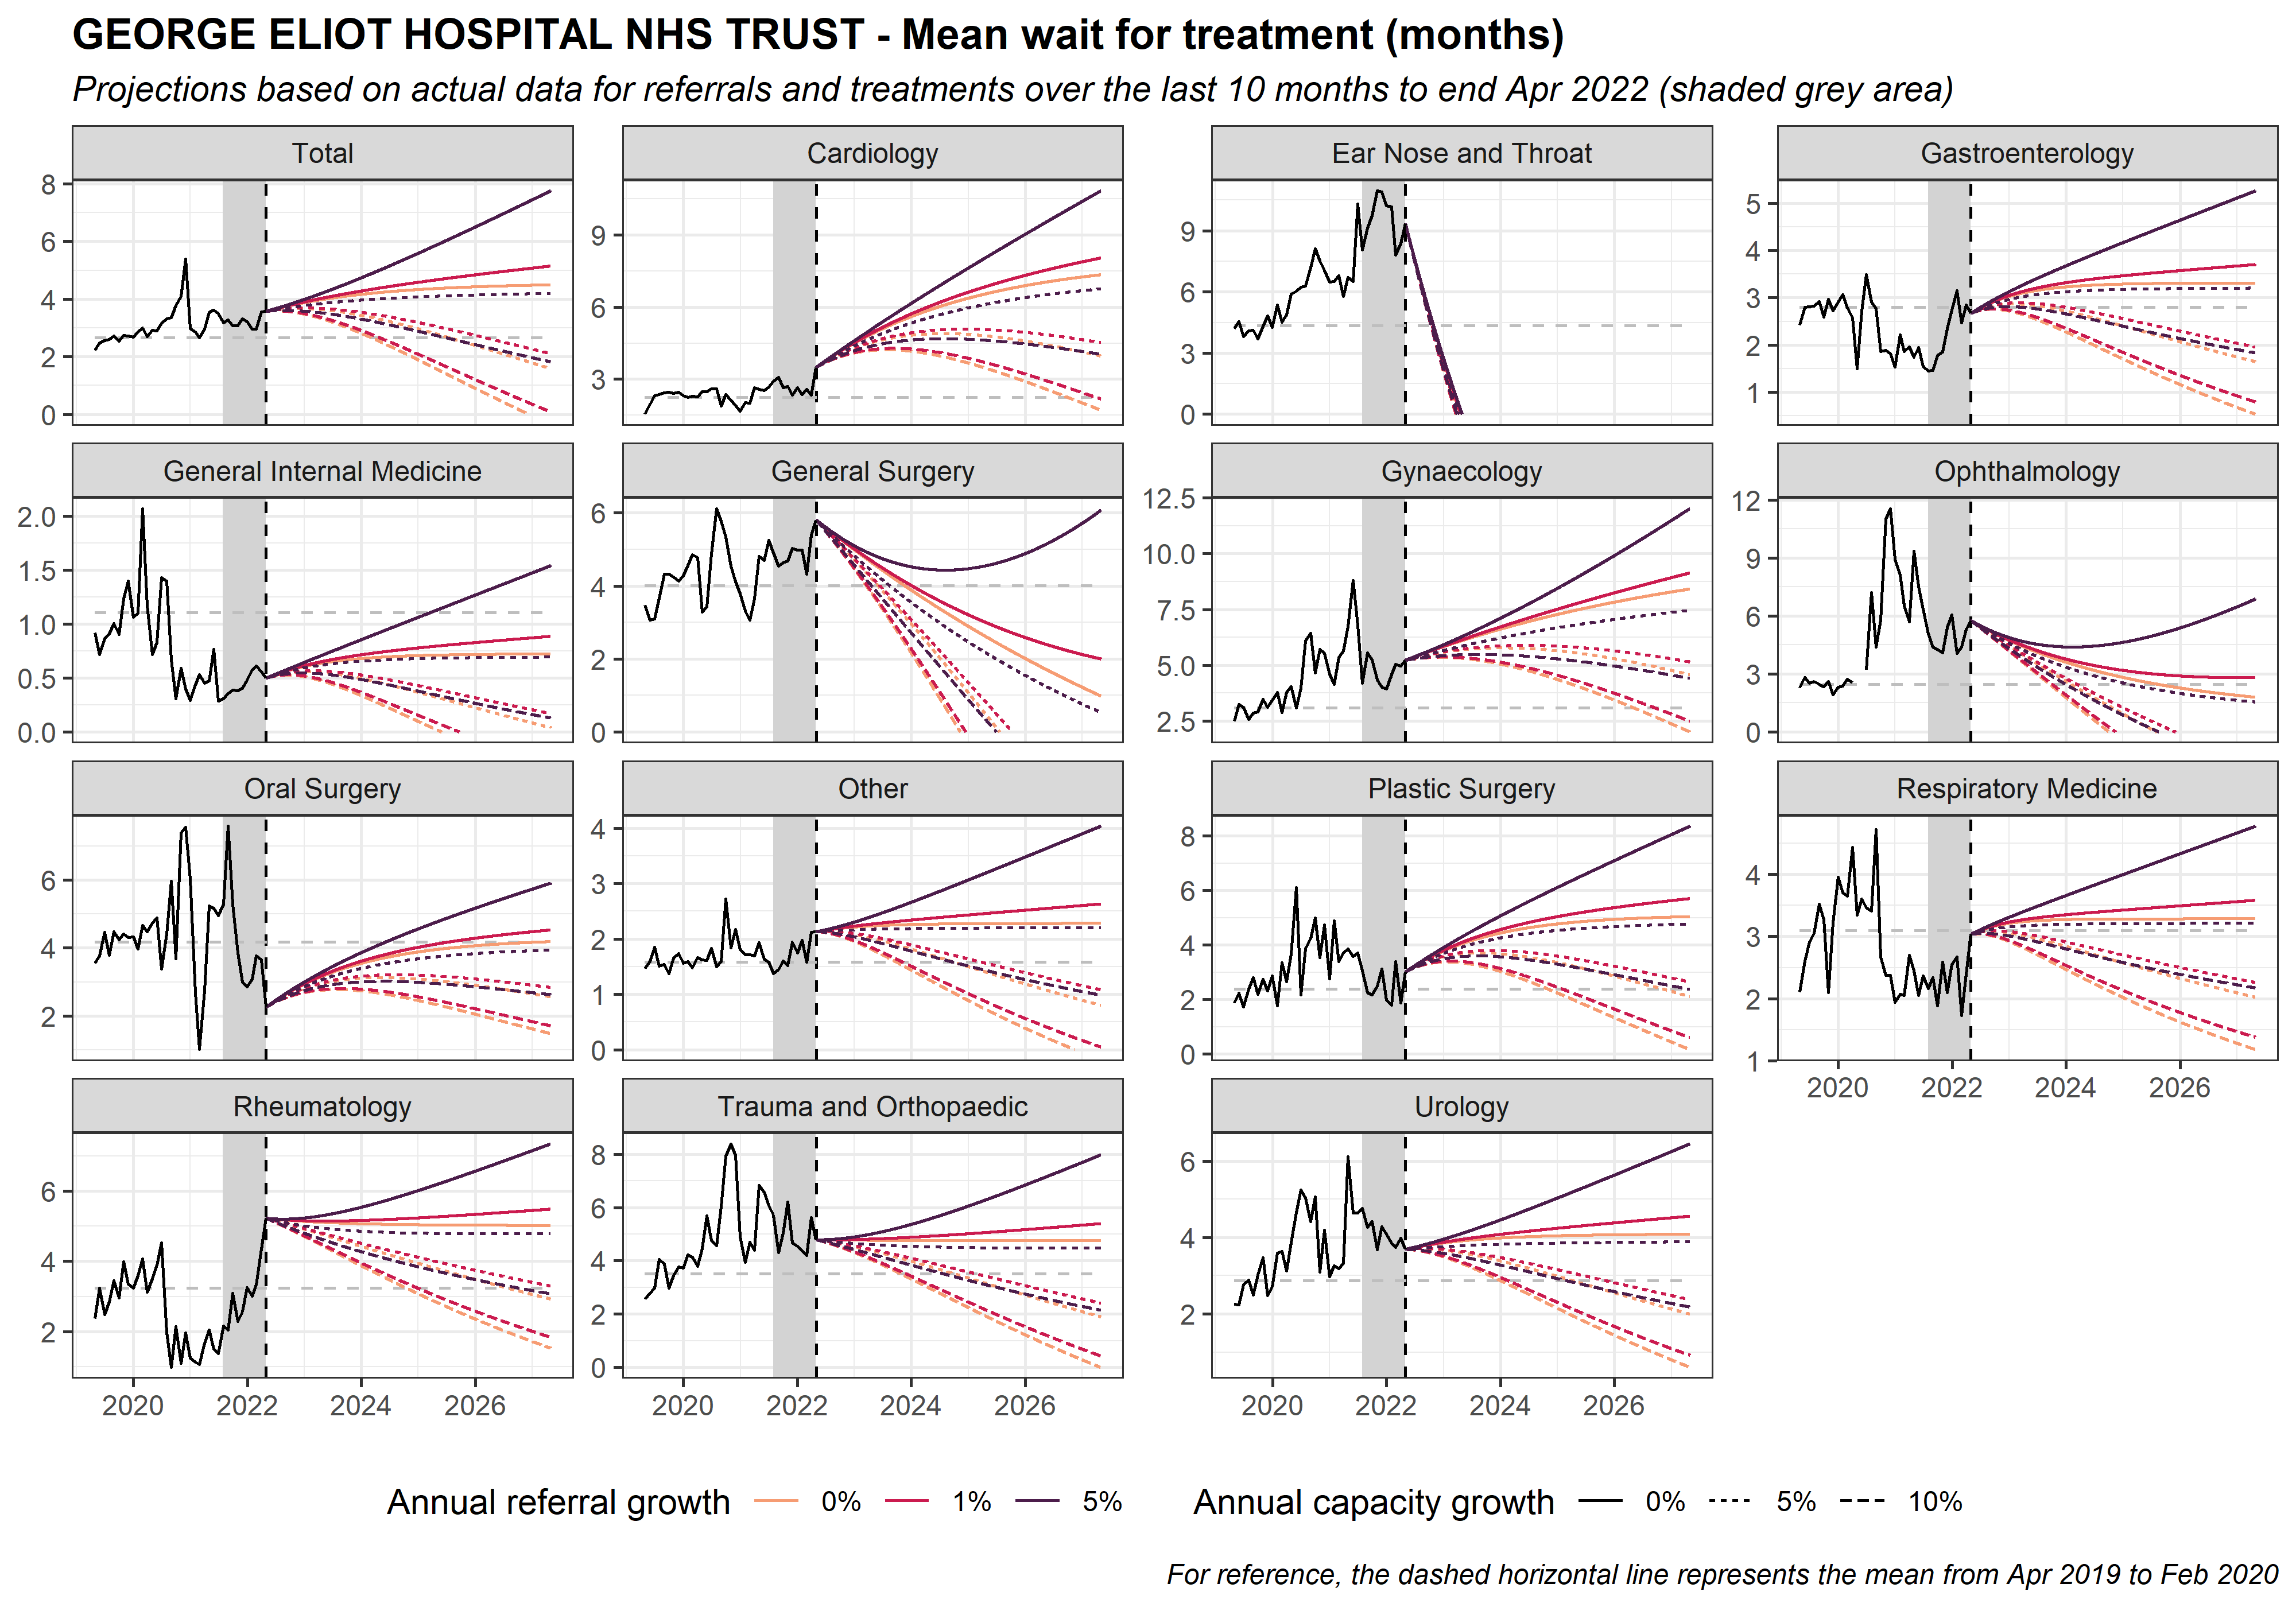 GEORGE ELIOT HOSPITAL NHS TRUST - Mean wait for treatment (months)
Projections based on actual data for referrals and treatments over the last 10 months to end Apr 2022 (shaded grey area)
Total
8
6
4
2
0
Cardiology
9
6
3
Ear Nose and Throat
9
6
3
0
Gastroenterology
5
4
3
2
1
General Internal Medicine
2.0
1.5
1.0
0.5
0.0
General Surgery
6
4
2
0
Gynaecology
12.5
10.0
7.5
5.0
2.5
Ophthalmology
12
9
6
3
0
Oral Surgery
6
4
2
Other
4
3
2
1
0
Plastic Surgery
8
6
4
2
0
Respiratory Medicine
4
3
2
1
2020 2022 2024 2026
Rheumatology
6
4
2
2020 2022 2024 2026
Trauma and Orthopaedic
8
6
4
2
0
2020 2022 2024 2026
Urology
6
4
2
2020 2022 2024 2026
Annual referral growth 0% 1% 5%
Annual capacity growth 0% 5% 10%
For reference, the dashed horizontal line represents the mean from Apr 2019 to Feb 2020